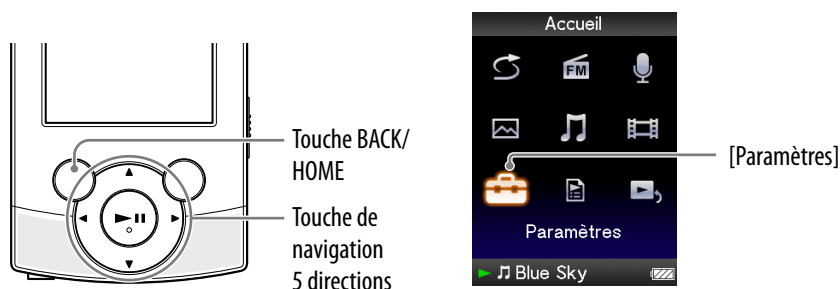 Touche BACK/
HOME
Touche de
navigation
5 directions
Accueil
FM
Paramètres
Blue Sky
[Paramètres]